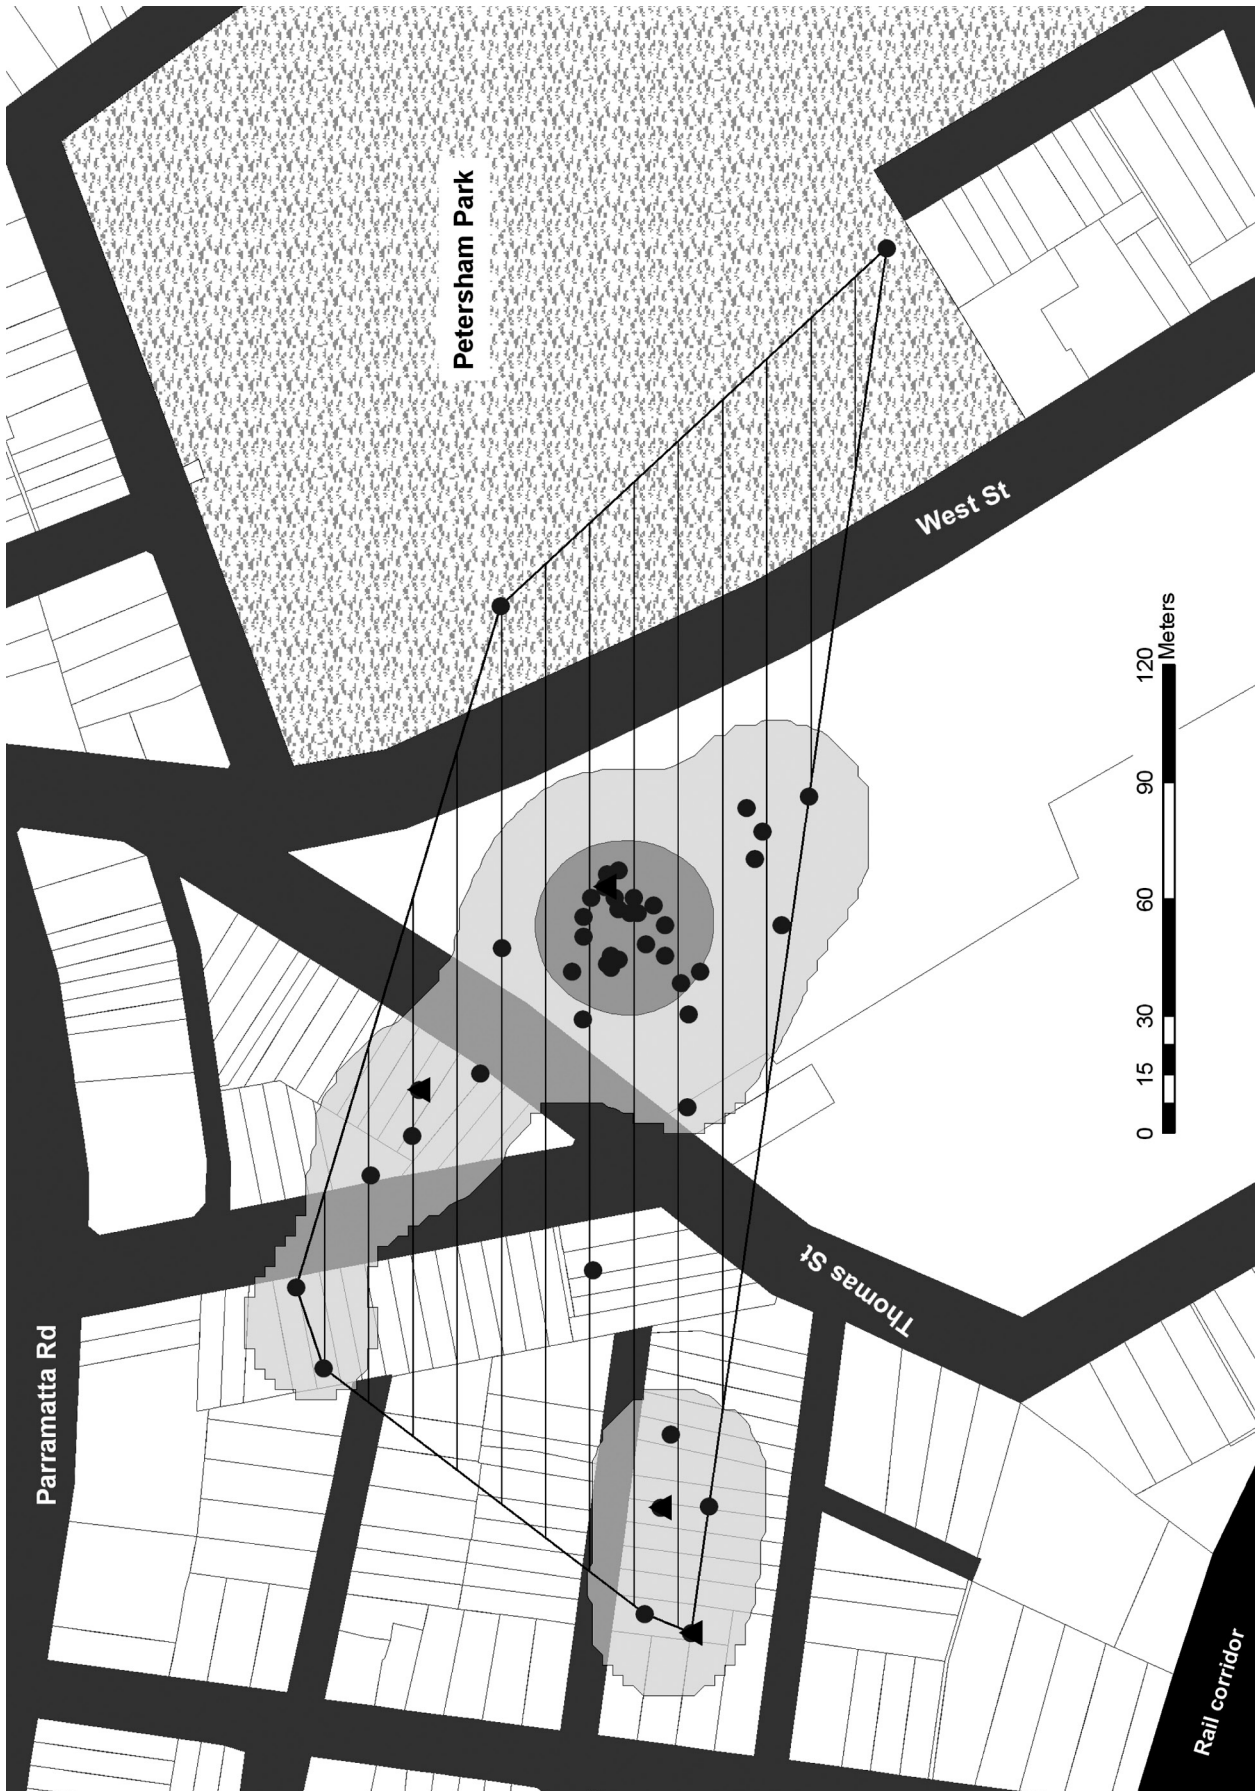 Parramatta Rd
Petersham Park
West St
Thomas St
Rail corridor
0 15 30 60 90 120
Meters